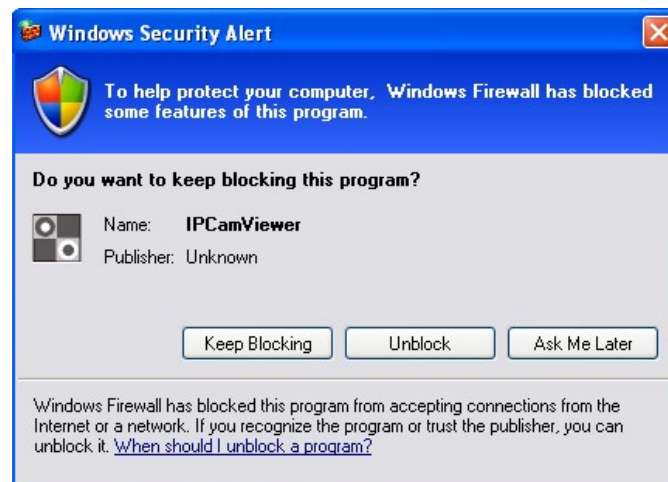 Windows Security Alert
To help protect your computer, Windows Firewall has blocked
some features of this program.
Do you want to keep blocking this program?
Name: IPCamViewer
Publisher: Unknown
Keep Blocking Unblock Ask Me Later
Windows Firewall has blocked this program from accepting connections from the
Internet or a network. If you recognize the program or trust the publisher, you can
unblock it. When should I unblock a program?